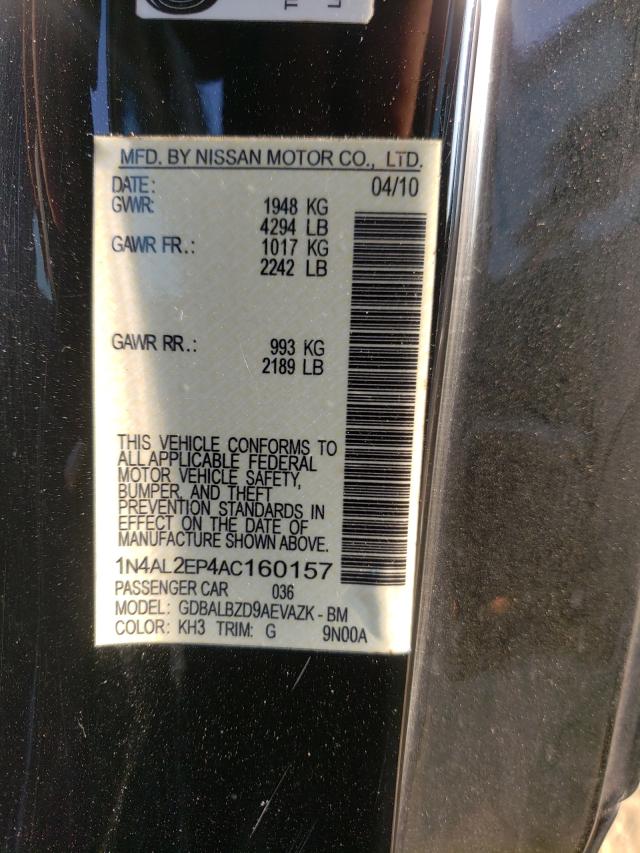 MFD. BY NISSAN MOTOR CO., LTD.
DATE: 04/10
GVWR: 1948 KG
4294 LB
GAWR FR.: 1017 KG
2242 LB
GAWR RR.: 993 KG
2189 LB
THIS VEHICLE CONFORMS TO
ALL APPLICABLE FEDERAL
MOTOR VEHICLE SAFETY,
BUMPER, AND THEFT
PREVENTION STANDARDS IN
EFFECT ON THE DATE OF
MANUFACTURE SHOWN ABOVE.
1N4AL2EP4AC160157
PASSENGER CAR 036
MODEL: GDBALBZD9AEVAZK-BM
COLOR: KH3 TRIM: G 9N00A